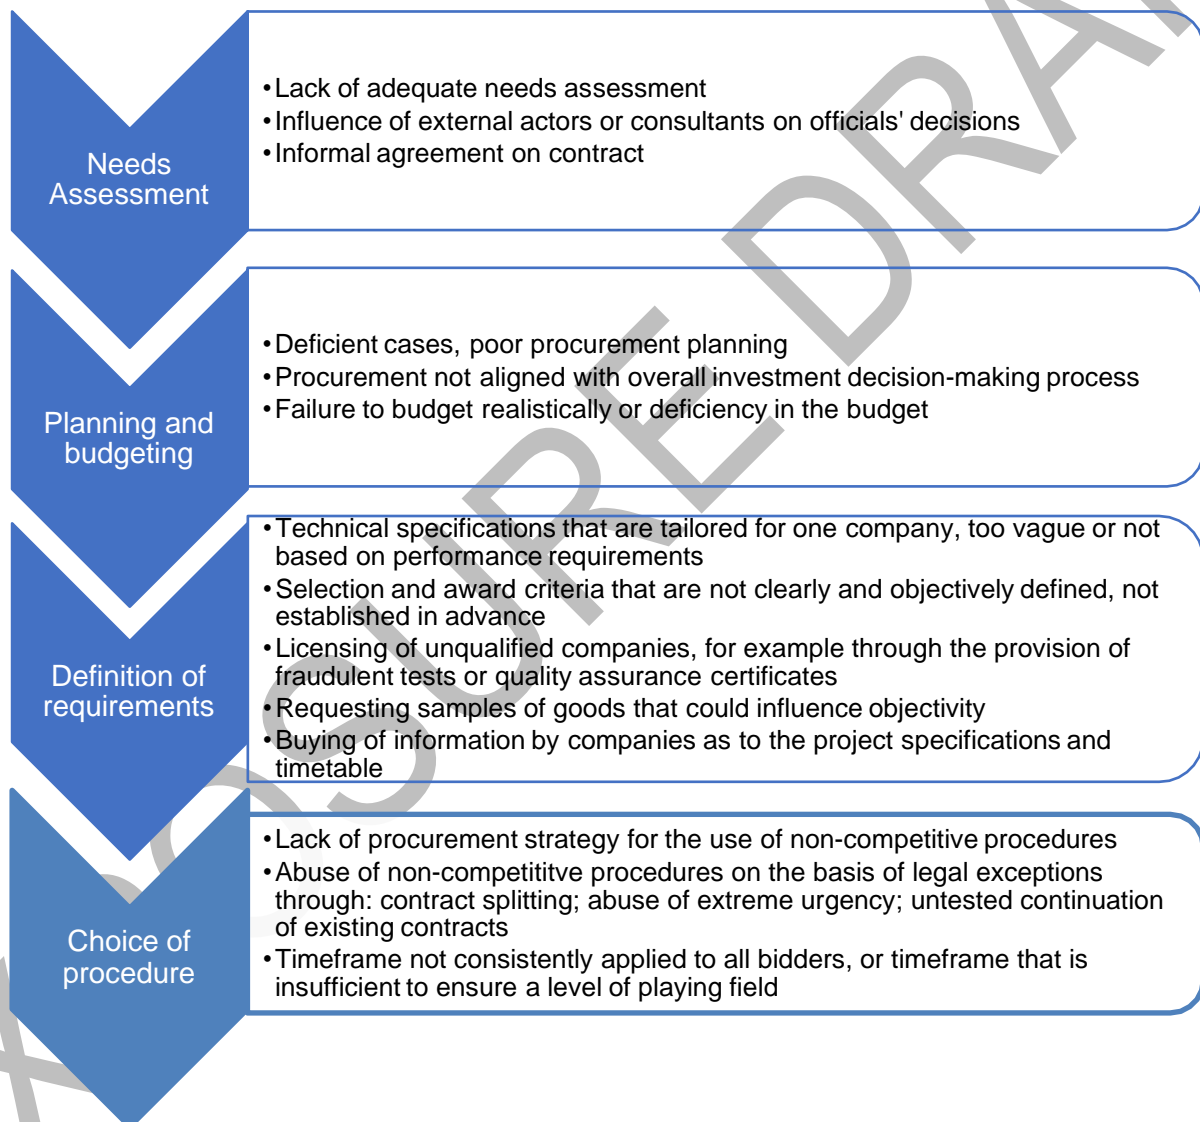 Needs
Assessment
•Lack of adequate needs assessment
•Influence of external actors or consultants on officials' decisions
•Informal agreement on contract
Planning and
budgeting
•Deficient cases, poor procurement planning
•Procurement not aligned with overall investment decision-making process
•Failure to budget realistically or deficiency in the budget
Definition of
requirements
•Technical specifications that are tailored for one company, too vague or not
based on performance requirements
•Selection and award criteria that are not clearly and objectively defined, not
established in advance
•Licensing of unqualified companies, for example through the provision of
fraudulent tests or quality assurance certificates
•Requesting samples of goods that could influence objectivity
•Buying of information by companies as to the project specifications and
timetable
Choice of
procedure
•Lack of procurement strategy for the use of non-competitive procedures
•Abuse of non-competititve procedures on the basis of legal exceptions
through: contract splitting; abuse of extreme urgency; untested continuation
of existing contracts
•Timeframe not consistently applied to all bidders, or timeframe that is
insufficient to ensure a level of playing field
XPOSURE DRA